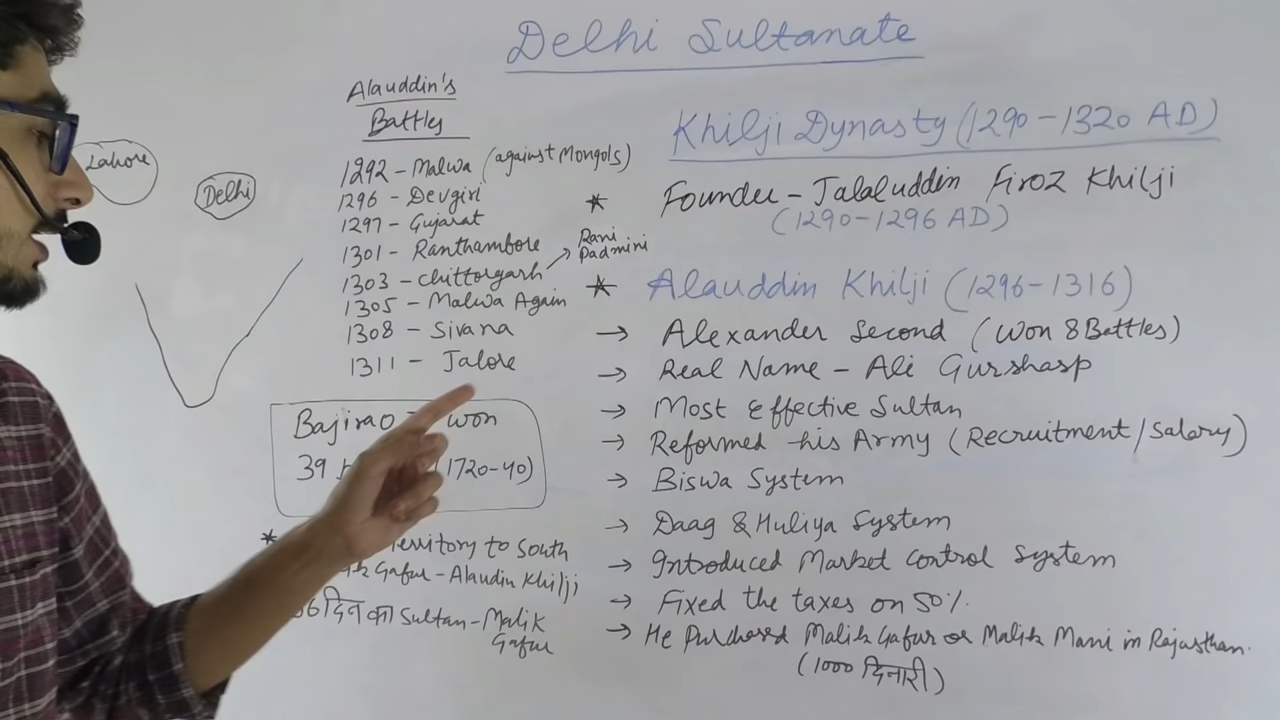 Delhi Sultanate
Lahore
Delhi
Alauddin's
Battles
1292 - Malwa (against Mongols)
1296 - Devgiri
1297 - Gujarat
1301 - Ranthambore
1303 - Chittorgarh → Rani Padmini
1305 - Malwa Again
1308 - Sivana
1311 - Jalore
Bajirao won
39 (1720-40)
* Territory to South
Gafur - Alaudin Khilji
6 दिन का Sultan - Malik
Gafur
Khilji Dynasty (1290-1320 AD)
* Founder - Jalaluddin Firoz Khilji
(1290-1296 AD)
* Alauddin Khilji (1296-1316)
→ Alexander Second (Won 8 Battles)
→ Real Name - Ali Gurshasp
→ Most Effective Sultan
→ Reformed his Army (Recruitment/Salary)
→ Biswa System
→ Daag & Huliya System
→ Introduced Market Control System
→ Fixed the taxes on 50%.
→ He Purchased Malik Gafur or Malik Mani in Rajasthan.
(1000 दिनारी)